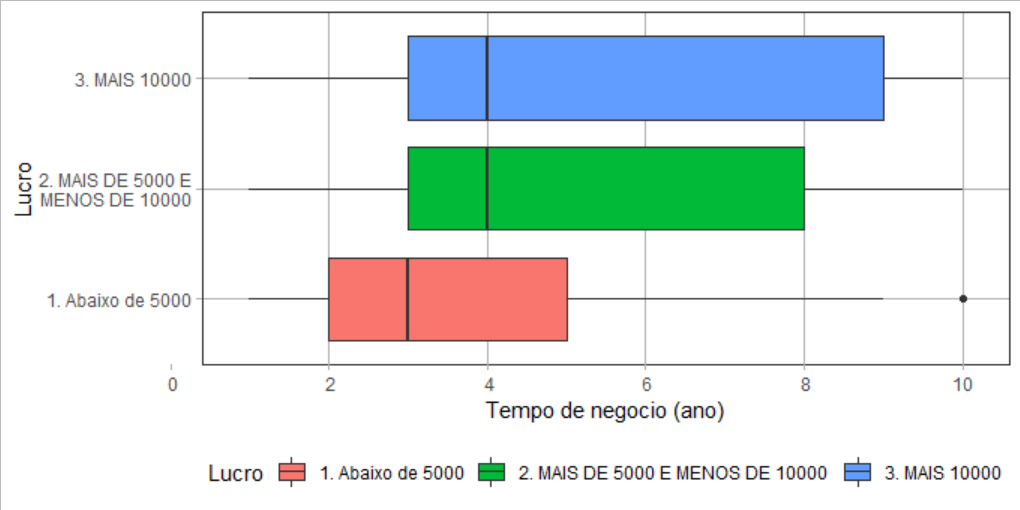 Lucro
3. MAIS 10000
2. MAIS DE 5000 E
MENOS DE 10000
1. Abaixo de 5000
0 2 4 6 8 10
Tempo de negocio (ano)
Lucro 1. Abaixo de 5000 2. MAIS DE 5000 E MENOS DE 10000 3. MAIS 10000